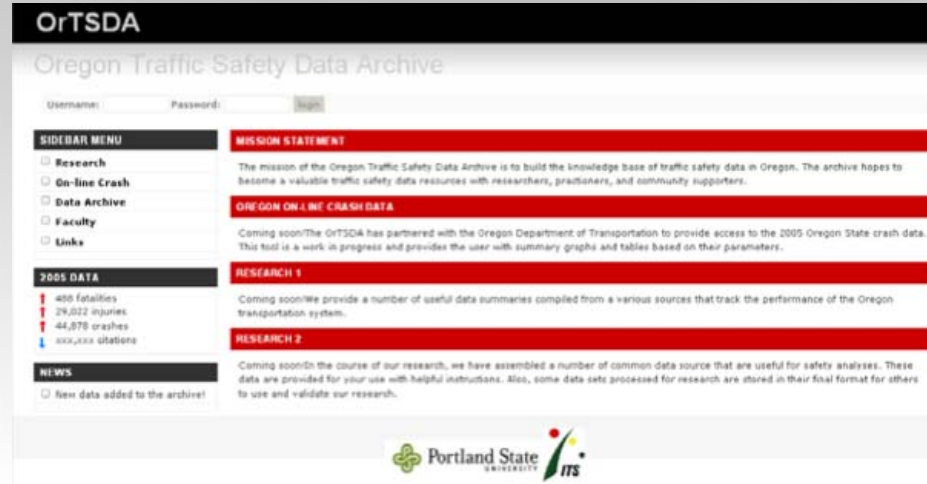 OrTSDA
Oregon Traffic Safety Data Archive
Username: Password: login
SIDEBAR MENU
Research
On-line Crash
Data Archive
Faculty
Links
2005 DATA
488 fatalities
29,022 injuries
44,878 crashes
xxx,xxx citations
NEWS
New data added to the archive!
MISSION STATEMENT
The mission of the Oregon Traffic Safety Data Archive is to build the knowledge base of traffic safety data in Oregon. The archive hopes to
become a valuable traffic safety data resources with researchers, practioners, and community supporters.
OREGON ON-LINE CRASH DATA
Coming soon!The OrTSDA has partnered with the Oregon Department of Transportation to provide access to the 2005 Oregon State crash data.
This tool is a work in progress and provides the user with summary graphs and tables based on their parameters.
RESEARCH 1
Coming soon!We provide a number of useful data summaries compiled from a various sources that track the performance of the Oregon
transportation system.
RESEARCH 2
Coming soon!In the course of our research, we have assembled a number of common data source that are useful for safety analyses. These
data are provided for your use with helpful instructions. Also, some data sets processed for research are stored in their final format for others
to use and validate our research.
Portland State
UNIVERSITY
ITS